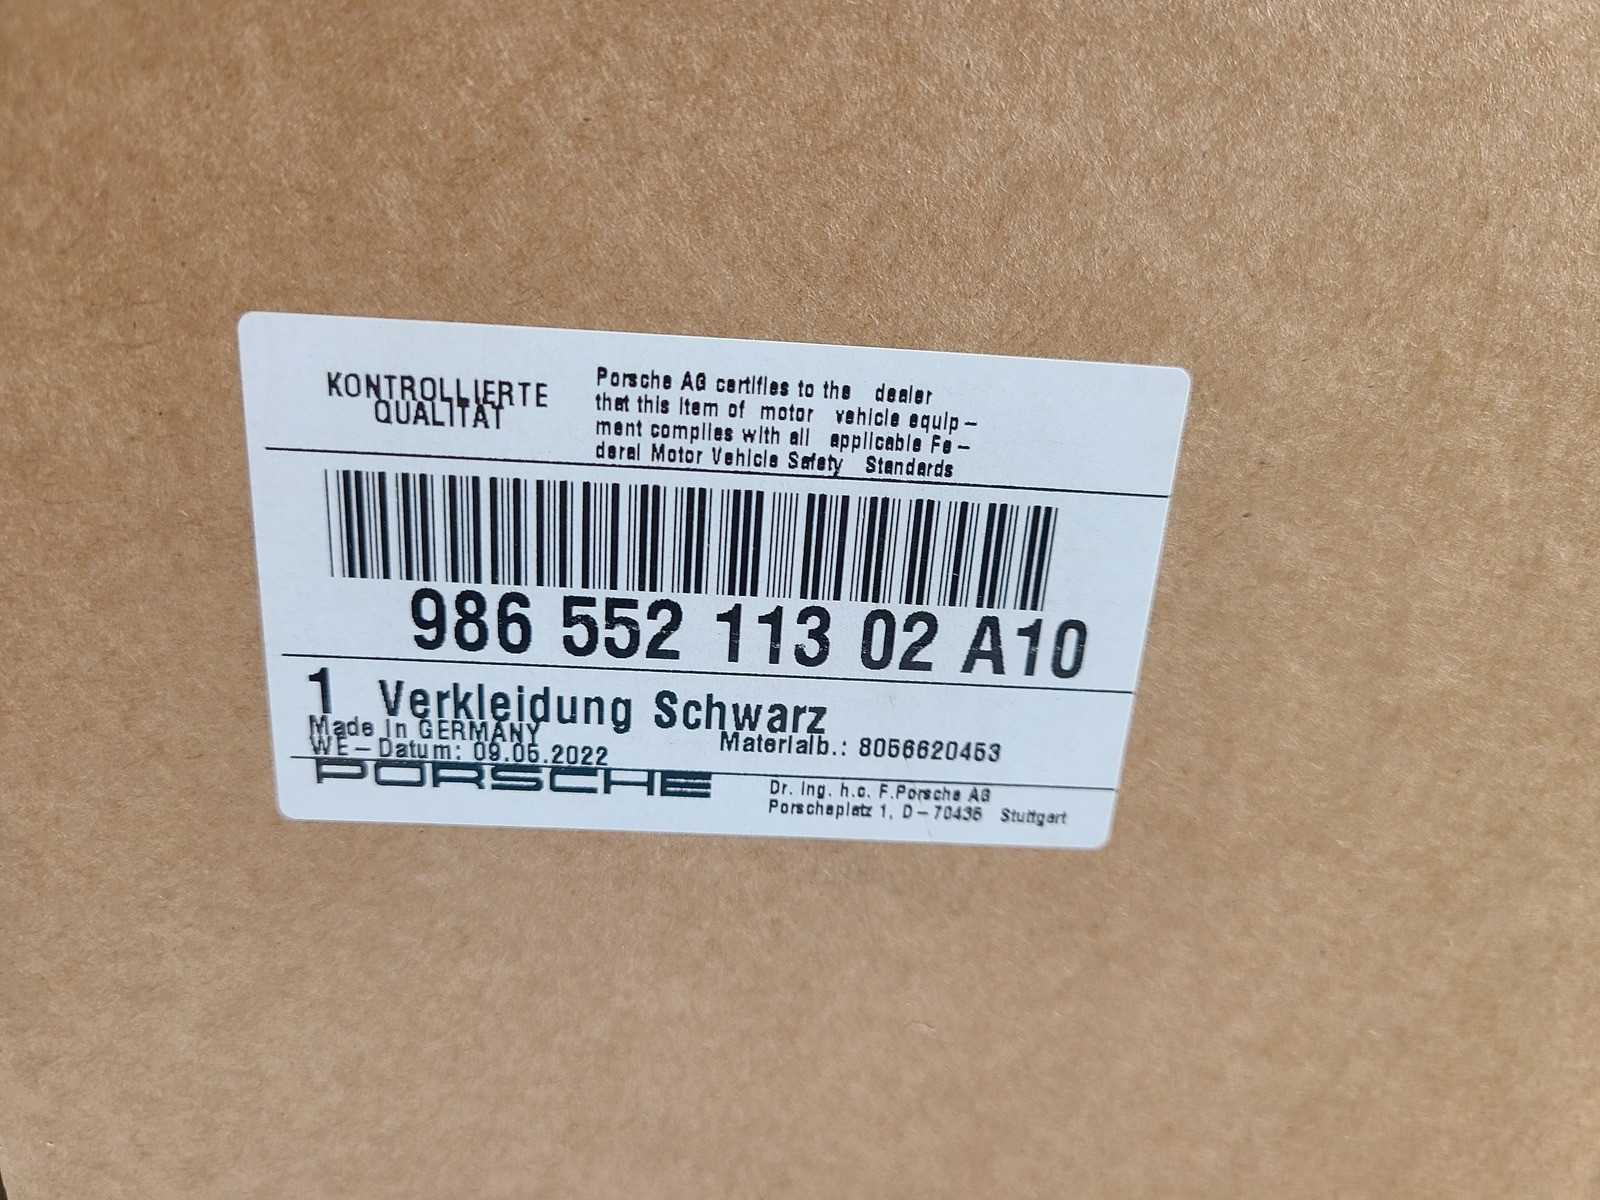 KONTROLLIERTE
QUALITÄT
Porsche AG certifies to the dealer
that this item of motor vehicle equip-
ment complies with all applicable Fe-
deral Motor Vehicle Safety Standards
986 552 113 02 A10
1 Verkleidung Schwarz
Made in GERMANY
WE-Datum: 09.05.2022 Materialb.: 8056620453
PORSCHE
Dr. Ing. h.c. F.Porsche AG
Porscheplatz 1, D-70435 Stuttgart